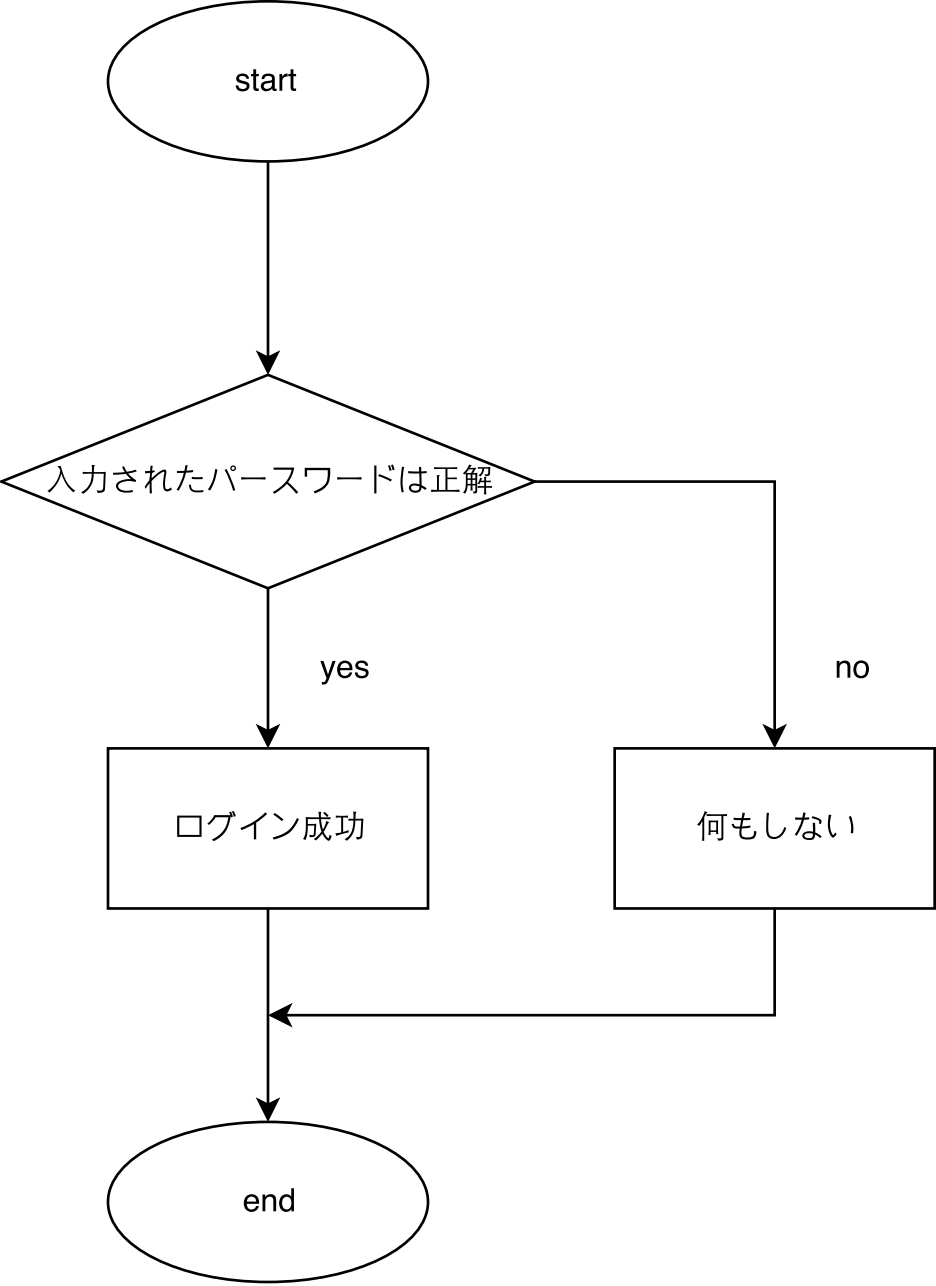 start
入力されたパースワードは正解
yes
no
ログイン成功
何もしない
end